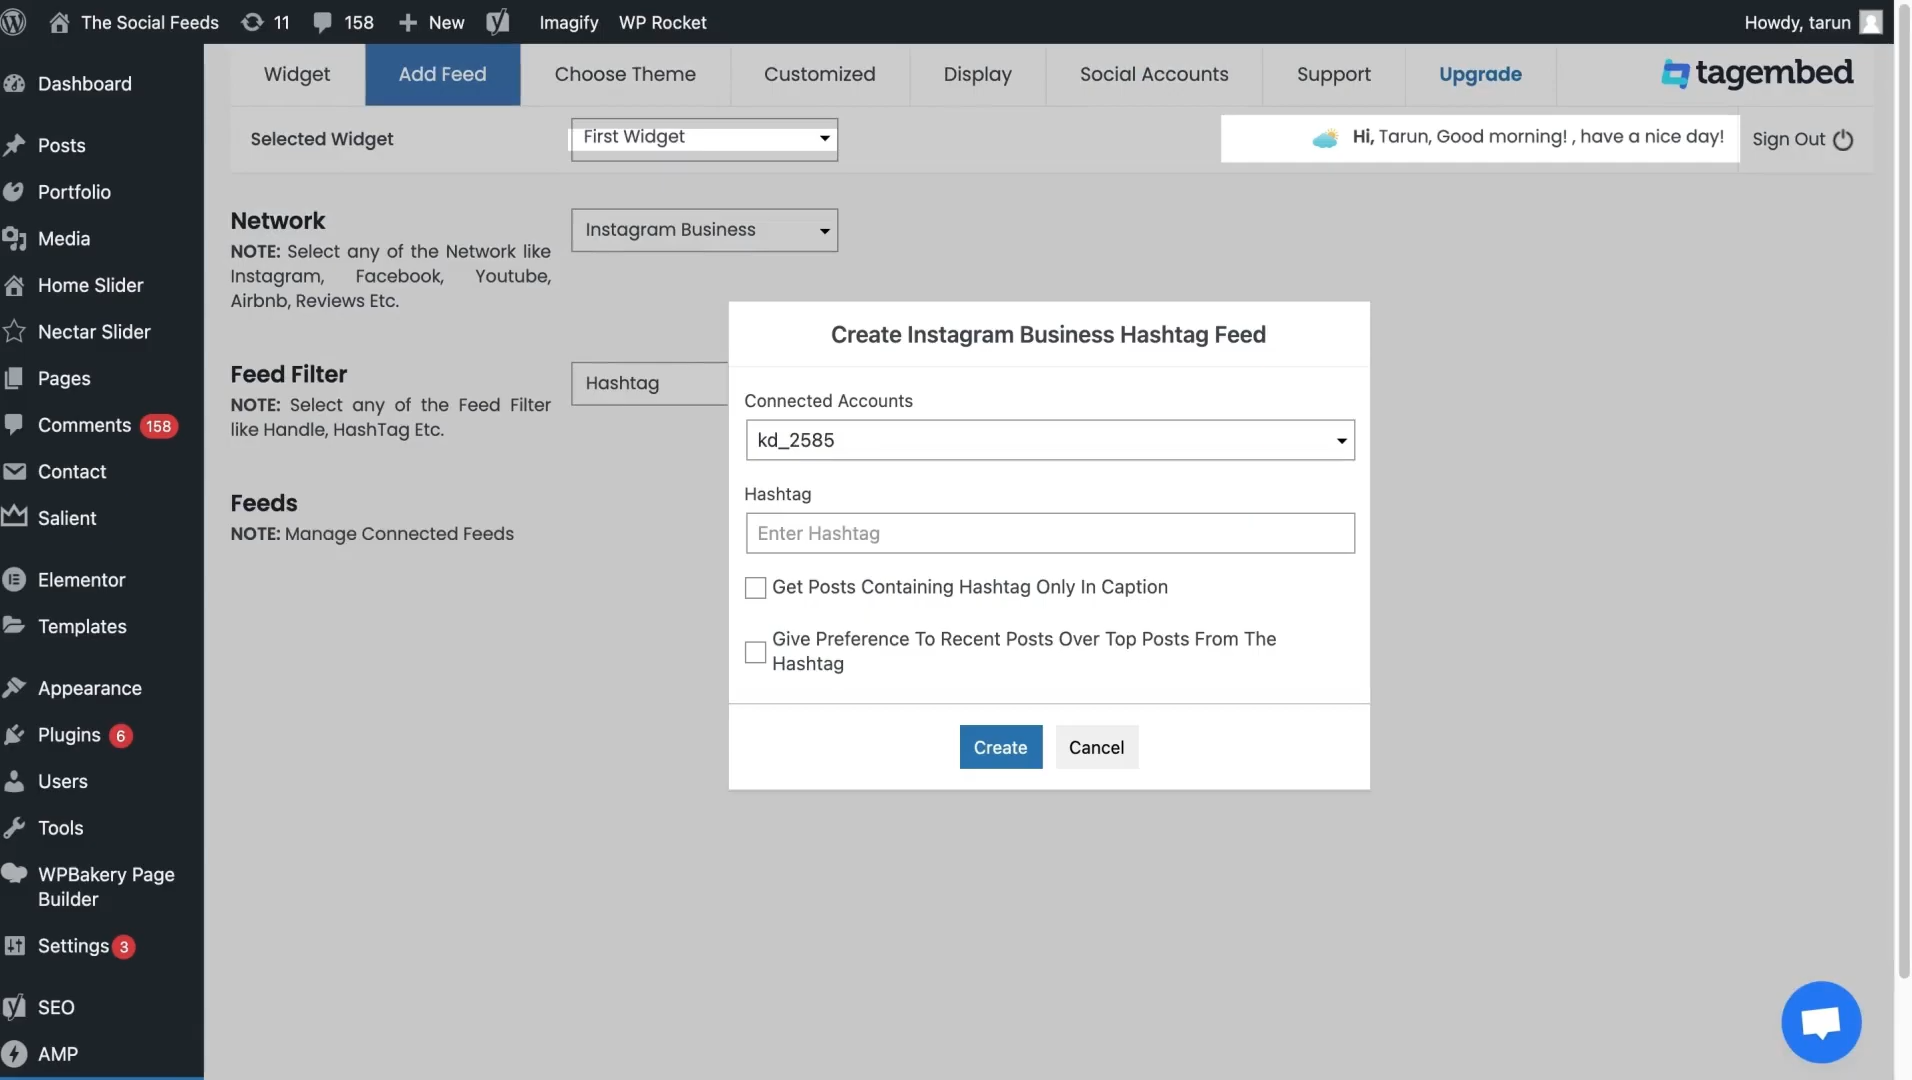 The Social Feeds
11
158
New
Imagify
WP Rocket
Howdy, tarun
Dashboard
Posts
Portfolio
Media
Home Slider
Nectar Slider
Pages
Comments 158
Contact
Salient
Elementor
Templates
Appearance
Plugins 6
Users
Tools
WPBakery Page
Builder
Settings 3
SEO
AMP
Widget
Add Feed
Choose Theme
Customized
Display
Social Accounts
Support
Upgrade
tagembed
Selected Widget
First Widget
Hi, Tarun, Good morning! , have a nice day!
Sign Out
Network
NOTE: Select any of the Network like
Instagram, Facebook, Youtube,
Airbnb, Reviews Etc.
Instagram Business
Feed Filter
NOTE: Select any of the Feed Filter
like Handle, HashTag Etc.
Hashtag
Feeds
NOTE: Manage Connected Feeds
Create Instagram Business Hashtag Feed
Connected Accounts
kd_2585
Hashtag
Enter Hashtag
Get Posts Containing Hashtag Only In Caption
Give Preference To Recent Posts Over Top Posts From The
Hashtag
Create
Cancel